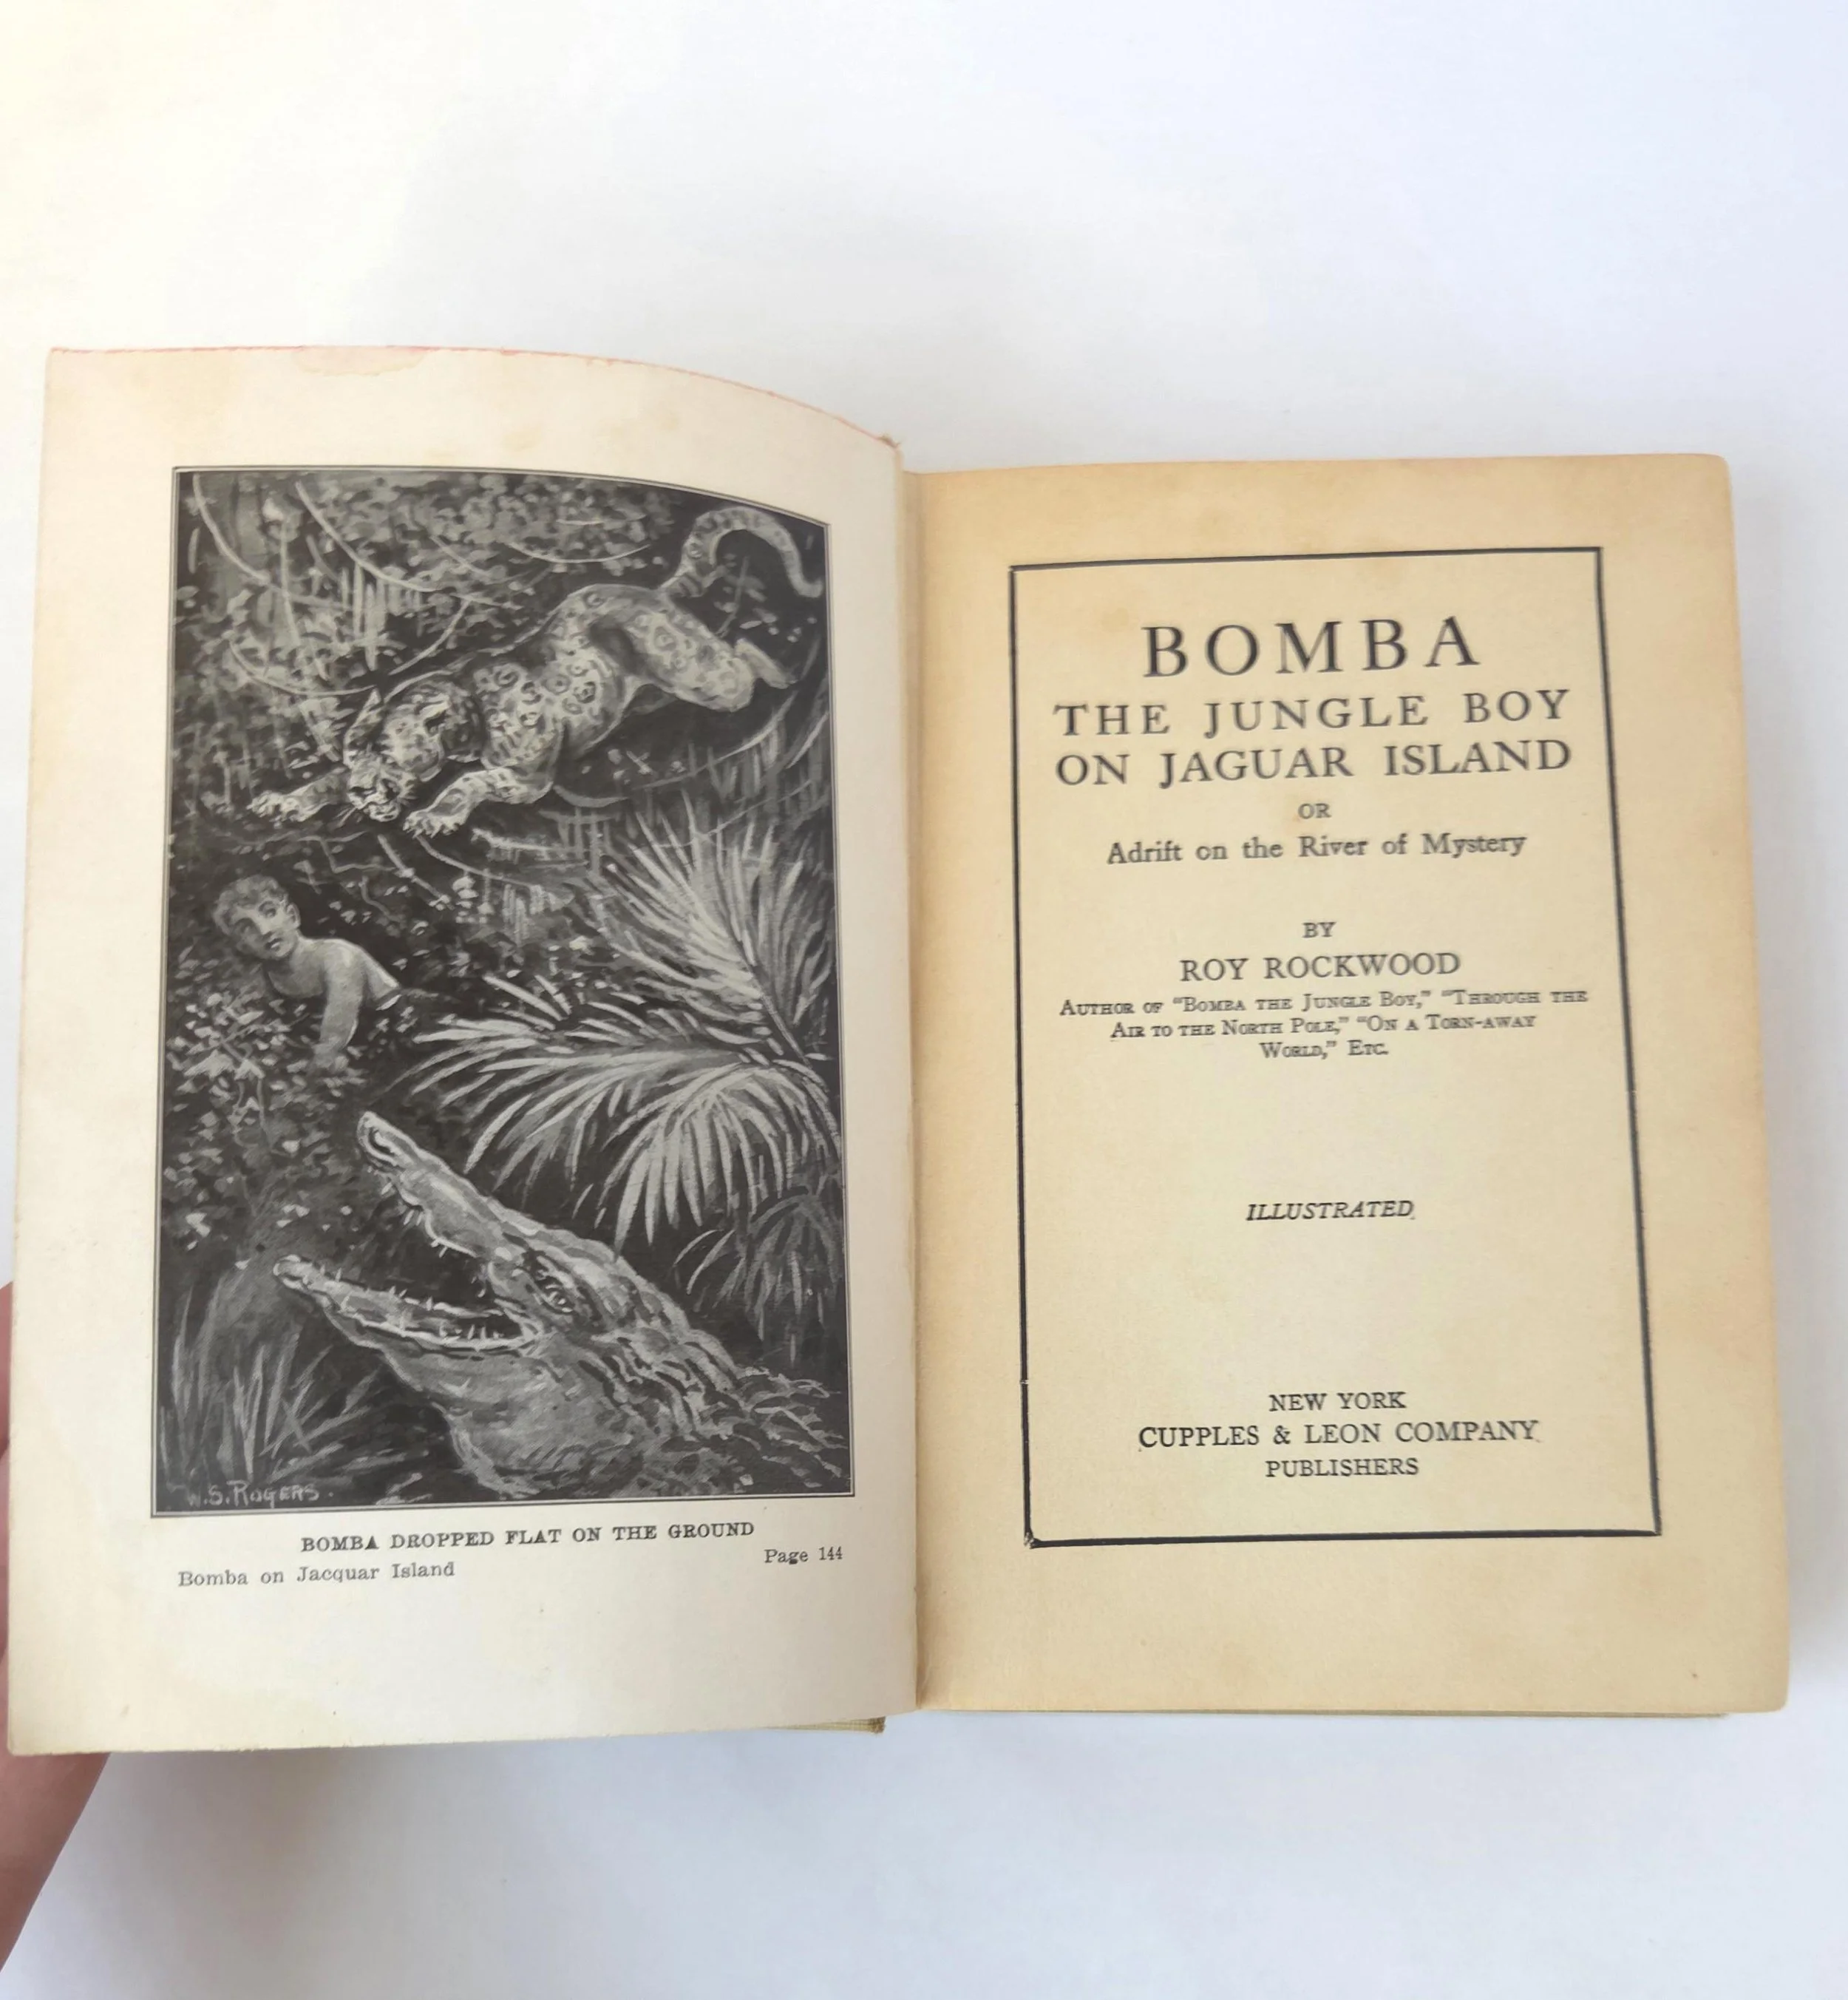 W.S. ROGERS.
BOMBA DROPPED FLAT ON THE GROUND
Bomba on Jacquar Island
Page 144
BOMBA
THE JUNGLE BOY
ON JAGUAR ISLAND
OR
Adrift on the River of Mystery
BY
ROY ROCKWOOD
AUTHOR OF "BOMBA THE JUNGLE BOY," "THROUGH THE
AIR TO THE NORTH POLE," "ON A TORN-AWAY
WORLD," ETC.
ILLUSTRATED
NEW YORK
CUPPLES & LEON COMPANY
PUBLISHERS